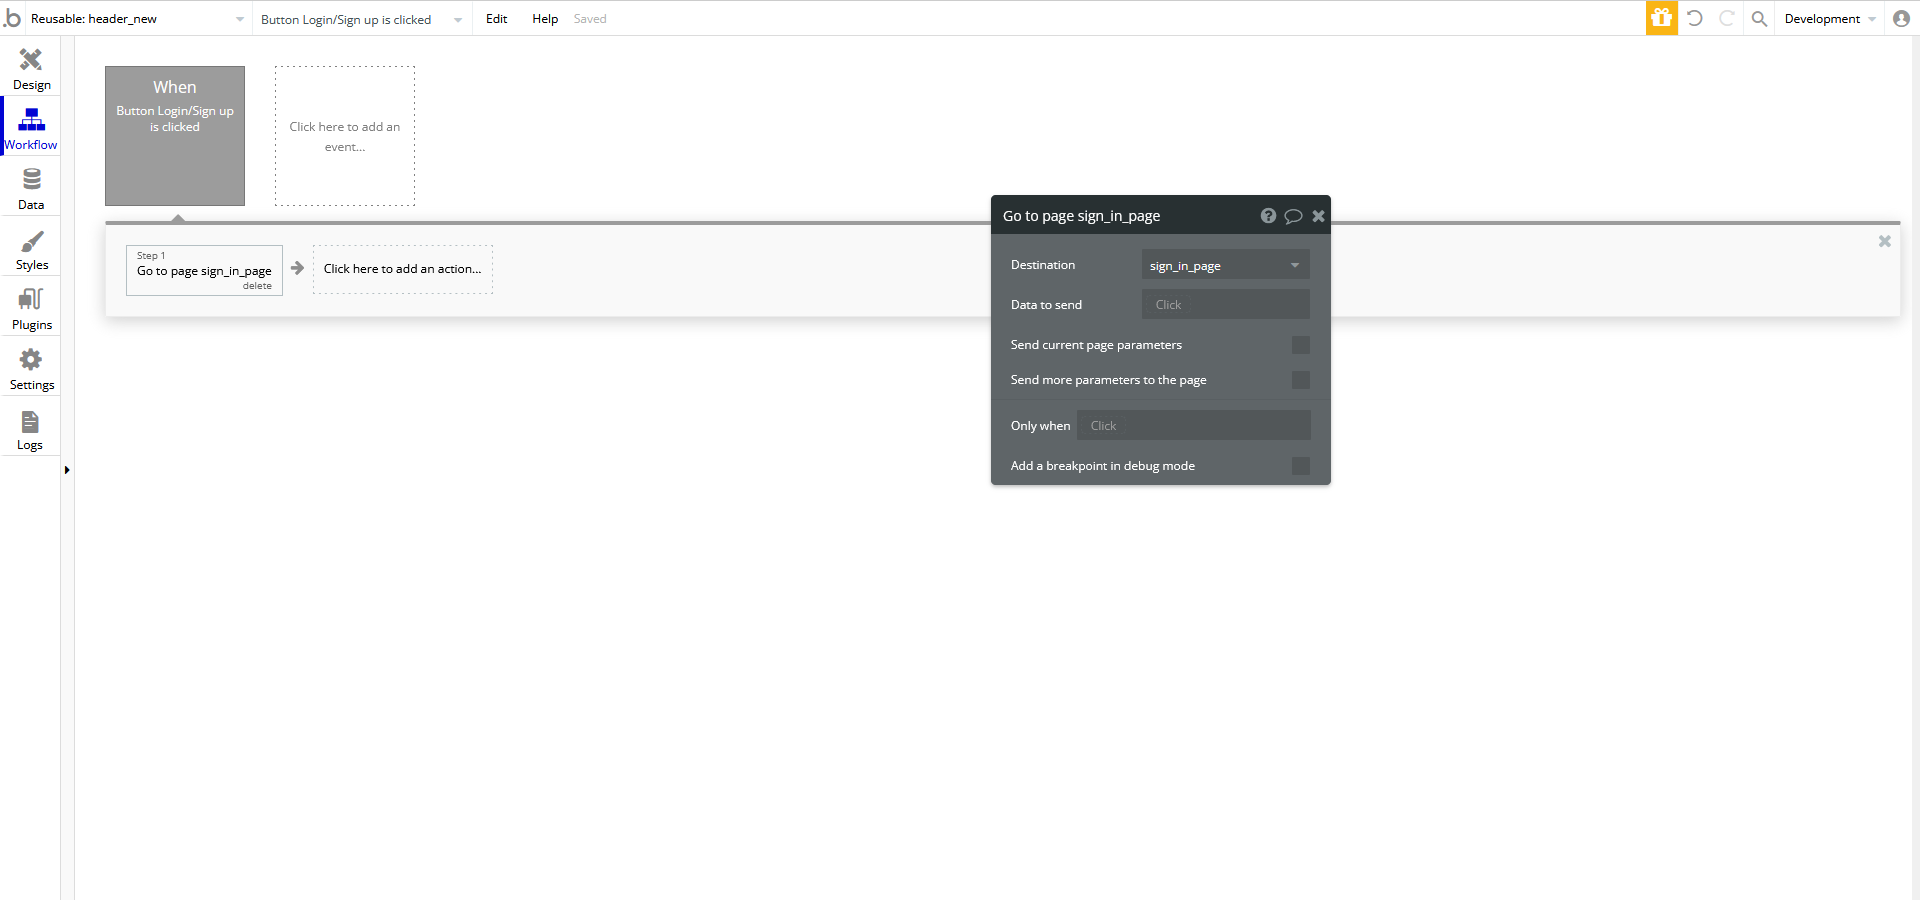 .b Reusable: header_new Button Login/Sign up is clicked Edit Help Saved Development
Design
Workflow
Data
Styles
Plugins
Settings
Logs
When
Button Login/Sign up
is clicked
Click here to add an
event...
Step 1
Go to page sign_in_page
delete
Click here to add an action...
Go to page sign_in_page ?
Destination sign_in_page
Data to send Click
Send current page parameters
Send more parameters to the page
Only when Click
Add a breakpoint in debug mode